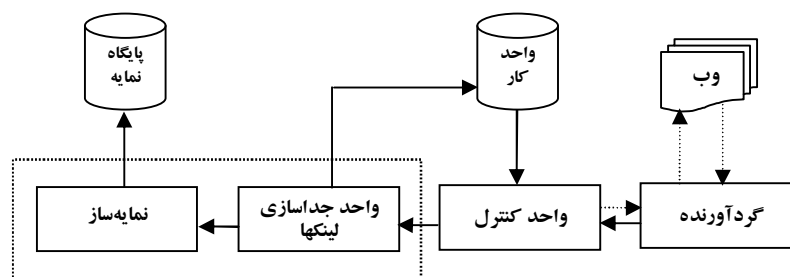 وب
واحد
کار
پایگاه
نمایه
گردآورنده
واحد کنترل
واحد جداسازی
لینکها
نمایه‌ساز